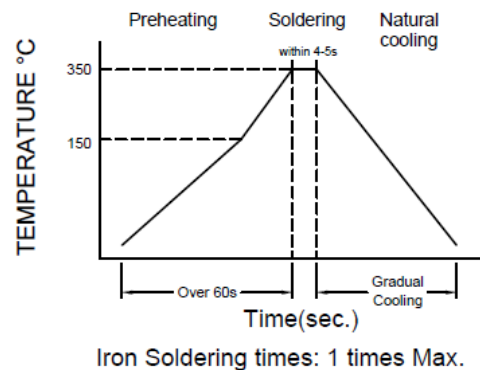 Preheating Soldering Natural
cooling
within 4-5s
350
150
TEMPERATURE °C
Over 60s
Gradual
Cooling
Time(sec.)
Iron Soldering times: 1 times Max.